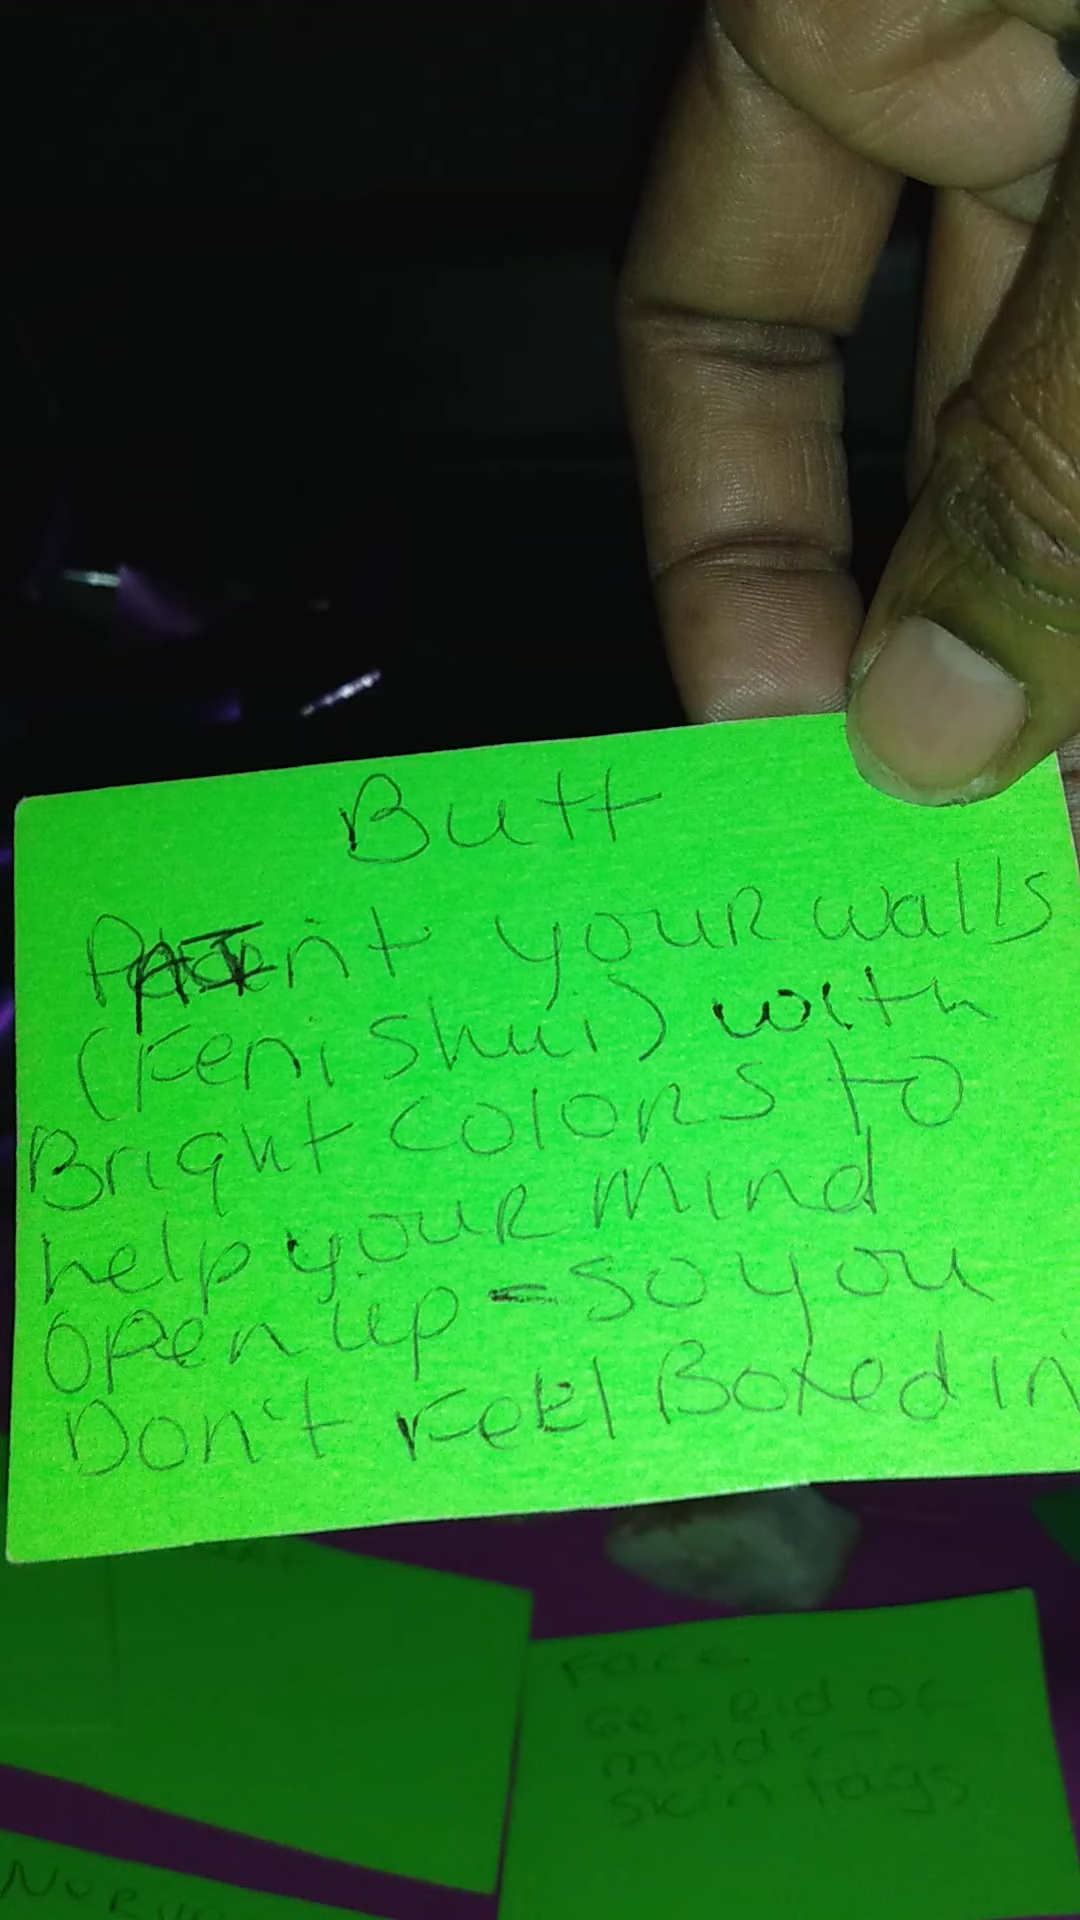 Butt
PAINt youR walls
(Feni Shui) with
Bright coloRs to
help youR mind
open up - so you
Don't Feel Boxed in
Face
Get Rid of
molds -
skin tags